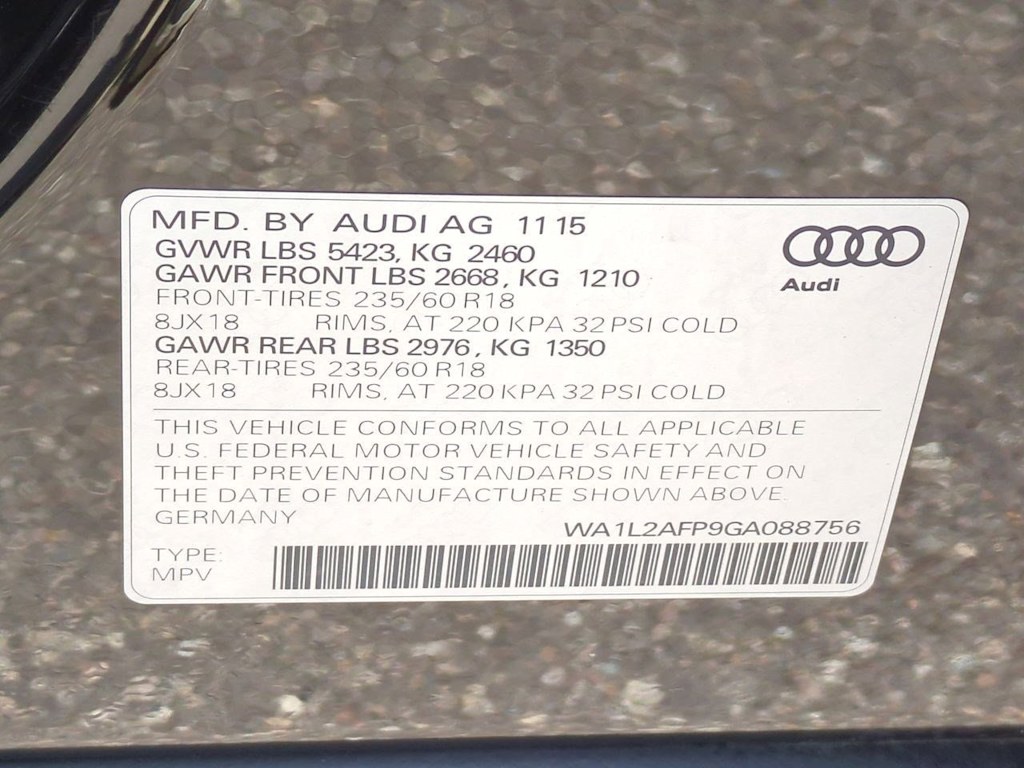 MFD. BY AUDI AG 11 15
GVWR LBS 5423, KG 2460
GAWR FRONT LBS 2668, KG 1210
FRONT-TIRES 235/60 R18
8JX18 RIMS, AT 220 KPA 32 PSI COLD
GAWR REAR LBS 2976, KG 1350
REAR-TIRES 235/60 R18
8JX18 RIMS, AT 220 KPA 32 PSI COLD
Audi
THIS VEHICLE CONFORMS TO ALL APPLICABLE
U.S. FEDERAL MOTOR VEHICLE SAFETY AND
THEFT PREVENTION STANDARDS IN EFFECT ON
THE DATE OF MANUFACTURE SHOWN ABOVE.
GERMANY
WA1L2AFP9GA088756
TYPE:
MPV